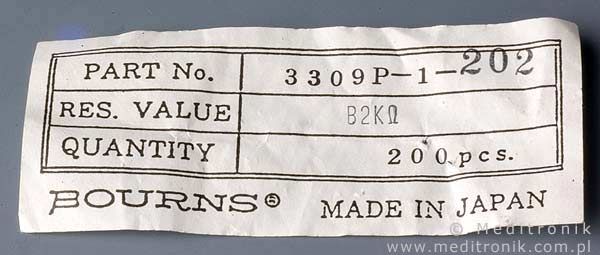 PART No. 3309P-1-202
RES. VALUE B2KΩ
QUANTITY 200pcs.
BOURNS® MADE IN JAPAN
© Meditronik
www.meditronik.com.pl